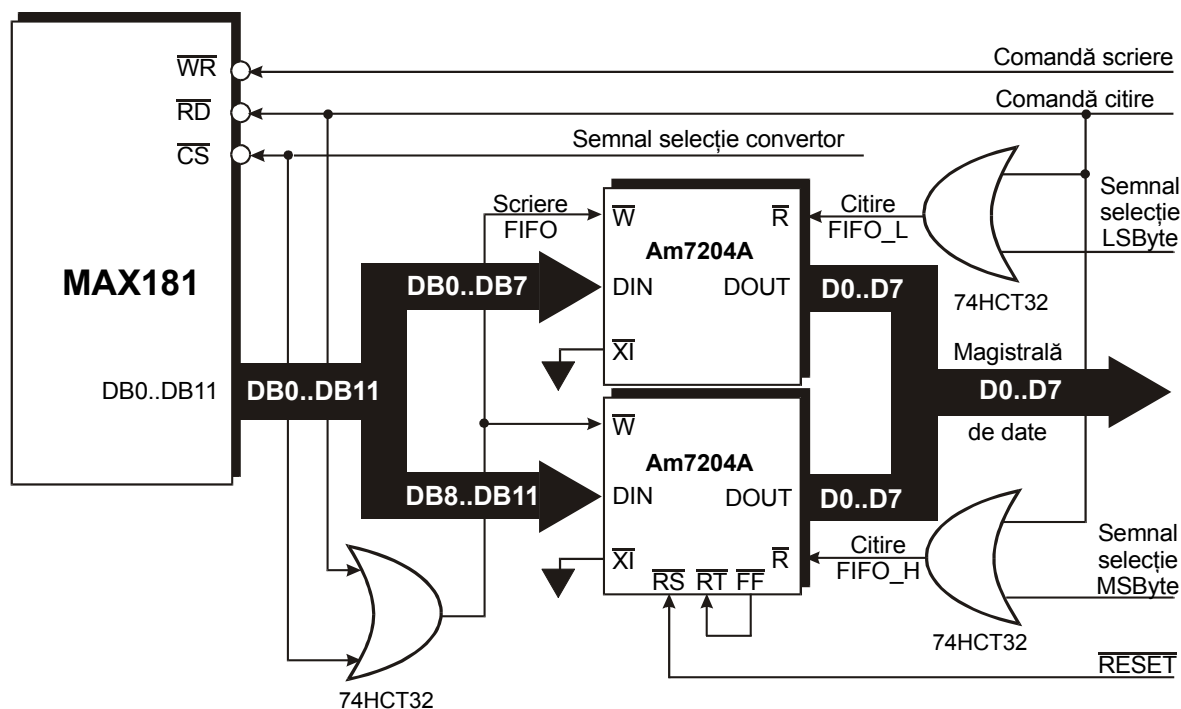 WR
Comandă scriere
RD
Comandă citire
CS
Semnal selecție convertor
Scriere
FIFO
W
R
Citire
FIFO_L
Semnal
selecție
LSByte
Am7204A
MAX181
DB0..DB7
DIN
DOUT
D0..D7
74HCT32
XI
Magistrală
D0..D7
de date
DB0..DB11
DB0..DB11
W
Am7204A
DB8..DB11
DIN
DOUT
D0..D7
XI
R
Citire
FIFO_H
Semnal
selecție
MSByte
RS
RT
FF
74HCT32
RESET
74HCT32